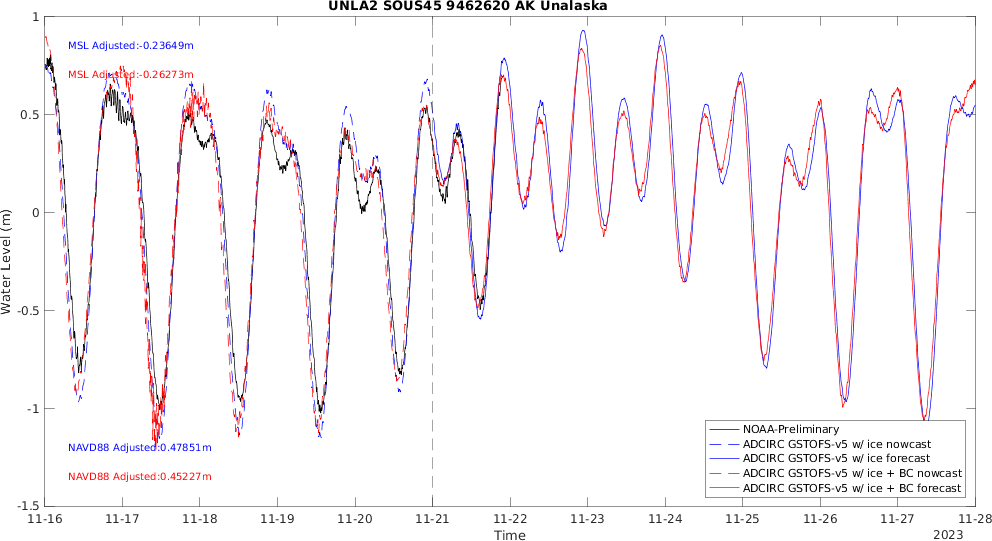 UNLA2 SOUS45 9462620 AK Unalaska
MSL Adjusted:-0.23649m
MSL Adjusted:-0.26273m
NAVD88 Adjusted:0.47851m
NAVD88 Adjusted:0.45227m
Water Level (m)
1
0.5
0
-0.5
-1
-1.5
NOAA-Preliminary
ADCIRC GSTOFS-v5 w/ ice nowcast
ADCIRC GSTOFS-v5 w/ ice forecast
ADCIRC GSTOFS-v5 w/ ice + BC nowcast
ADCIRC GSTOFS-v5 w/ ice + BC forecast
11-16 11-17 11-18 11-19 11-20 11-21 11-22 11-23 11-24 11-25 11-26 11-27 11-28
Time
2023